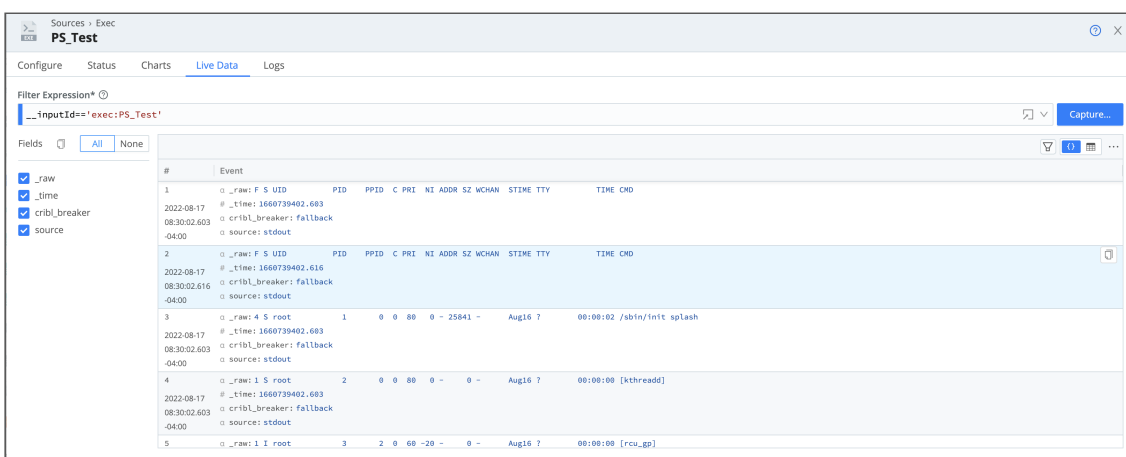 Sources › Exec
EXE
PS_Test
Configure Status Charts Live Data Logs
Filter Expression*
__inputId=='exec:PS_Test'
Capture...
Fields All None
_raw
_time
cribl_breaker
source
# Event
1 α _raw: F S UID PID PPID C PRI NI ADDR SZ WCHAN STIME TTY TIME CMD
2022-08-17 # _time: 1660739402.603
08:30:02.603 α cribl_breaker: fallback
-04:00 α source: stdout
2 α _raw: F S UID PID PPID C PRI NI ADDR SZ WCHAN STIME TTY TIME CMD
2022-08-17 # _time: 1660739402.616
08:30:02.616 α cribl_breaker: fallback
-04:00 α source: stdout
3 α _raw: 4 S root 1 0 0 80 0 - 25841 - Aug16 ? 00:00:02 /sbin/init splash
2022-08-17 # _time: 1660739402.603
08:30:02.603 α cribl_breaker: fallback
-04:00 α source: stdout
4 α _raw: 1 S root 2 0 0 80 0 - 0 - Aug16 ? 00:00:00 [kthreadd]
2022-08-17 # _time: 1660739402.603
08:30:02.603 α cribl_breaker: fallback
-04:00 α source: stdout
5 α _raw: 1 I root 3 2 0 60 -20 - 0 - Aug16 ? 00:00:00 [rcu_gp]